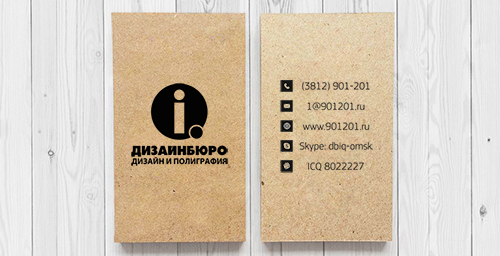 i.
ДИЗАЙНБЮРО
ДИЗАЙН И ПОЛИГРАФИЯ
(3812) 901-201
1@901201.ru
www.901201.ru
Skype: dbiq-omsk
ICQ 8022227